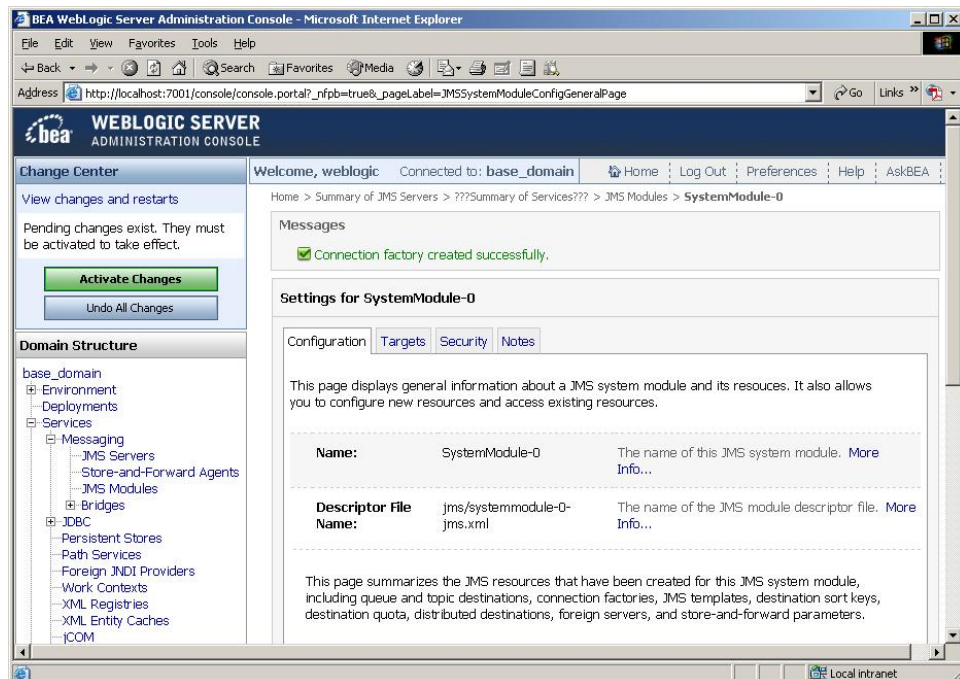 BEA WebLogic Server Administration Console - Microsoft Internet Explorer
File Edit View Favorites Tools Help
Back Search Favorites Media
Address http://localhost:7001/console/console.portal?_nfpb=true&_pageLabel=JMSSystemModuleConfigGeneralPage Go Links »
bea WEBLOGIC SERVER
ADMINISTRATION CONSOLE
Change Center
Welcome, weblogic Connected to: base_domain Home Log Out Preferences Help AskBEA
View changes and restarts
Pending changes exist. They must
be activated to take effect.
Activate Changes
Undo All Changes
Domain Structure
base_domain
Environment
Deployments
Services
Messaging
JMS Servers
Store-and-Forward Agents
JMS Modules
Bridges
JDBC
Persistent Stores
Path Services
Foreign JNDI Providers
Work Contexts
XML Registries
XML Entity Caches
jCOM
Home > Summary of JMS Servers > ???Summary of Services??? > JMS Modules > SystemModule-0
Messages
Connection factory created successfully.
Settings for SystemModule-0
Configuration Targets Security Notes
This page displays general information about a JMS system module and its resouces. It also allows
you to configure new resources and access existing resources.
Name: SystemModule-0 The name of this JMS system module. More
Info...
Descriptor File jms/systemmodule-0- The name of the JMS module descriptor file. More
Name: jms.xml Info...
This page summarizes the JMS resources that have been created for this JMS system module,
including queue and topic destinations, connection factories, JMS templates, destination sort keys,
destination quota, distributed destinations, foreign servers, and store-and-forward parameters.
Local intranet